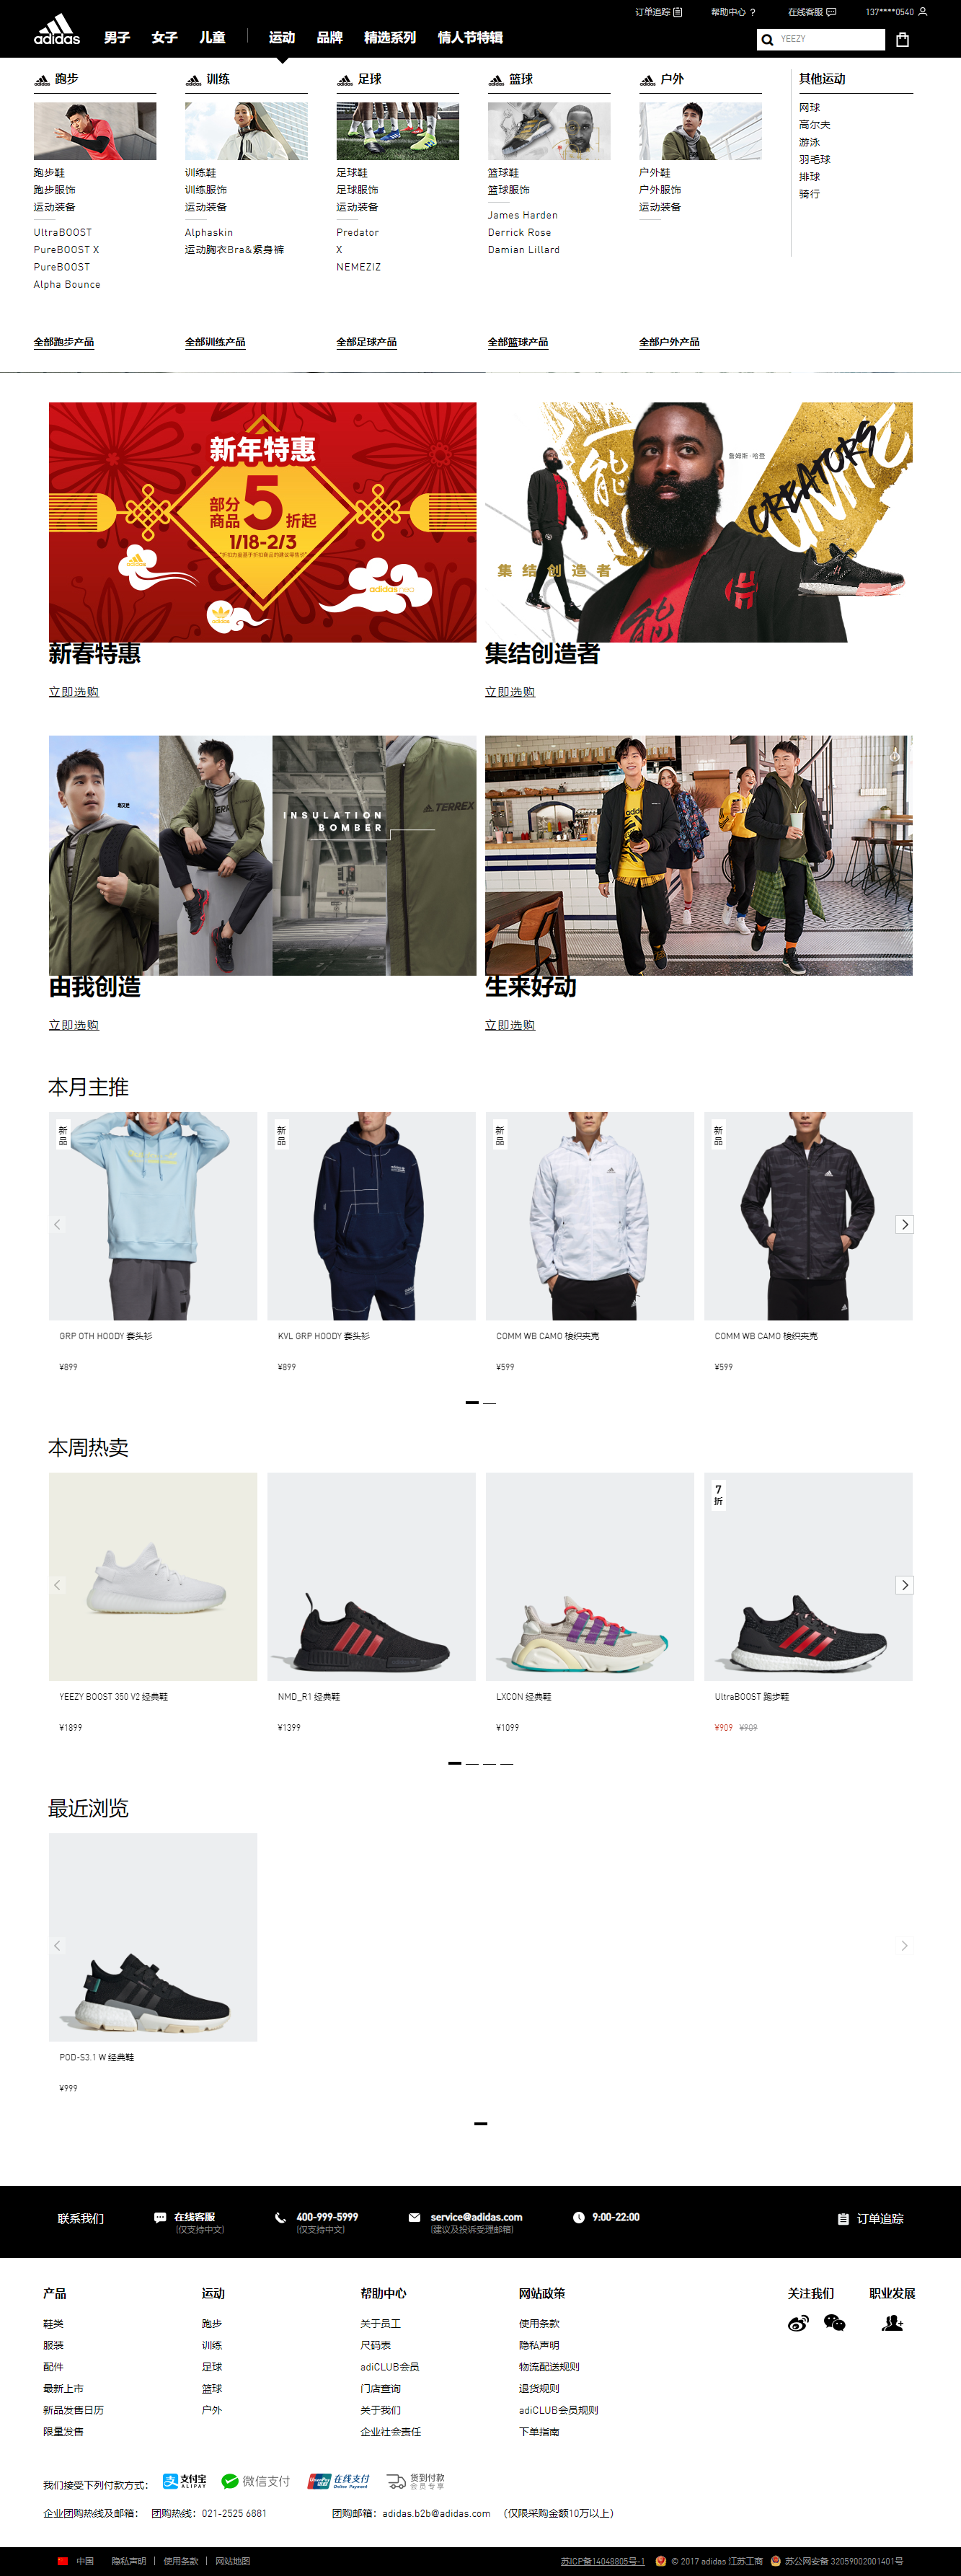 订单追踪 帮助中心 ? 在线客服 137****0540
adidas 男子 女子 儿童 运动 品牌 精选系列 情人节特辑
YEEZY
跑步 训练 足球 篮球 户外 其他运动
跑步鞋
跑步服饰
运动装备
UltraBOOST
PureBOOST X
PureBOOST
Alpha Bounce
全部跑步产品
训练鞋
训练服饰
运动装备
Alphaskin
运动胸衣Bra&紧身裤
全部训练产品
足球鞋
足球服饰
运动装备
Predator
X
NEMEZIZ
全部足球产品
篮球鞋
篮球服饰
James Harden
Derrick Rose
Damian Lillard
全部篮球产品
户外鞋
户外服饰
运动装备
全部户外产品
网球
高尔夫
游泳
羽毛球
排球
骑行
新年特惠
部分商品5折起
1/18-2/3
adidas
adidas neo
新春特惠
立即选购
能
詹姆斯·哈登
CREATORS
集结创造者
能
集结创造者
立即选购
INSULATION
BOMBER
TERREX
由我创造
立即选购
生来好动
立即选购
本月主推
新品
新品
新品
新品
GRP OTH HOODY 套头衫
¥899
KVL GRP HOODY 套头衫
¥899
COMM WB CAMO 梭织夹克
¥599
COMM WB CAMO 梭织夹克
¥599
本周热卖
7折
YEEZY BOOST 350 V2 经典鞋
¥1899
NMD_R1 经典鞋
¥1399
LXCON 经典鞋
¥1099
UltraBOOST 跑步鞋
¥909 ¥909
最近浏览
POD-S3.1 W 经典鞋
¥999
联系我们 在线客服 400-999-5999 service@adidas.com 9:00-22:00 订单追踪
(仅支持中文) (仅支持中文) (建议及投诉受理邮箱)
产品
鞋类
服装
配件
最新上市
新品发售日历
限量发售
运动
跑步
训练
足球
篮球
户外
帮助中心
关于员工
尺码表
adiCLUB会员
门店查询
关于我们
企业社会责任
网站政策
使用条款
隐私声明
物流配送规则
退货规则
adiCLUB会员规则
下单指南
关注我们 职业发展
我们接受下列付款方式： 支付宝 ALIPAY 微信支付 UnionPay 银联 在线支付 Online Payment 货到付款 会员专享
企业团购热线及邮箱： 团购热线：021-2525 6881 团购邮箱：adidas.b2b@adidas.com （仅限采购金额10万以上）
中国 隐私声明 | 使用条款 | 网站地图 苏ICP备14048805号-1 © 2017 adidas 江苏工商 苏公网安备 32059002001401号